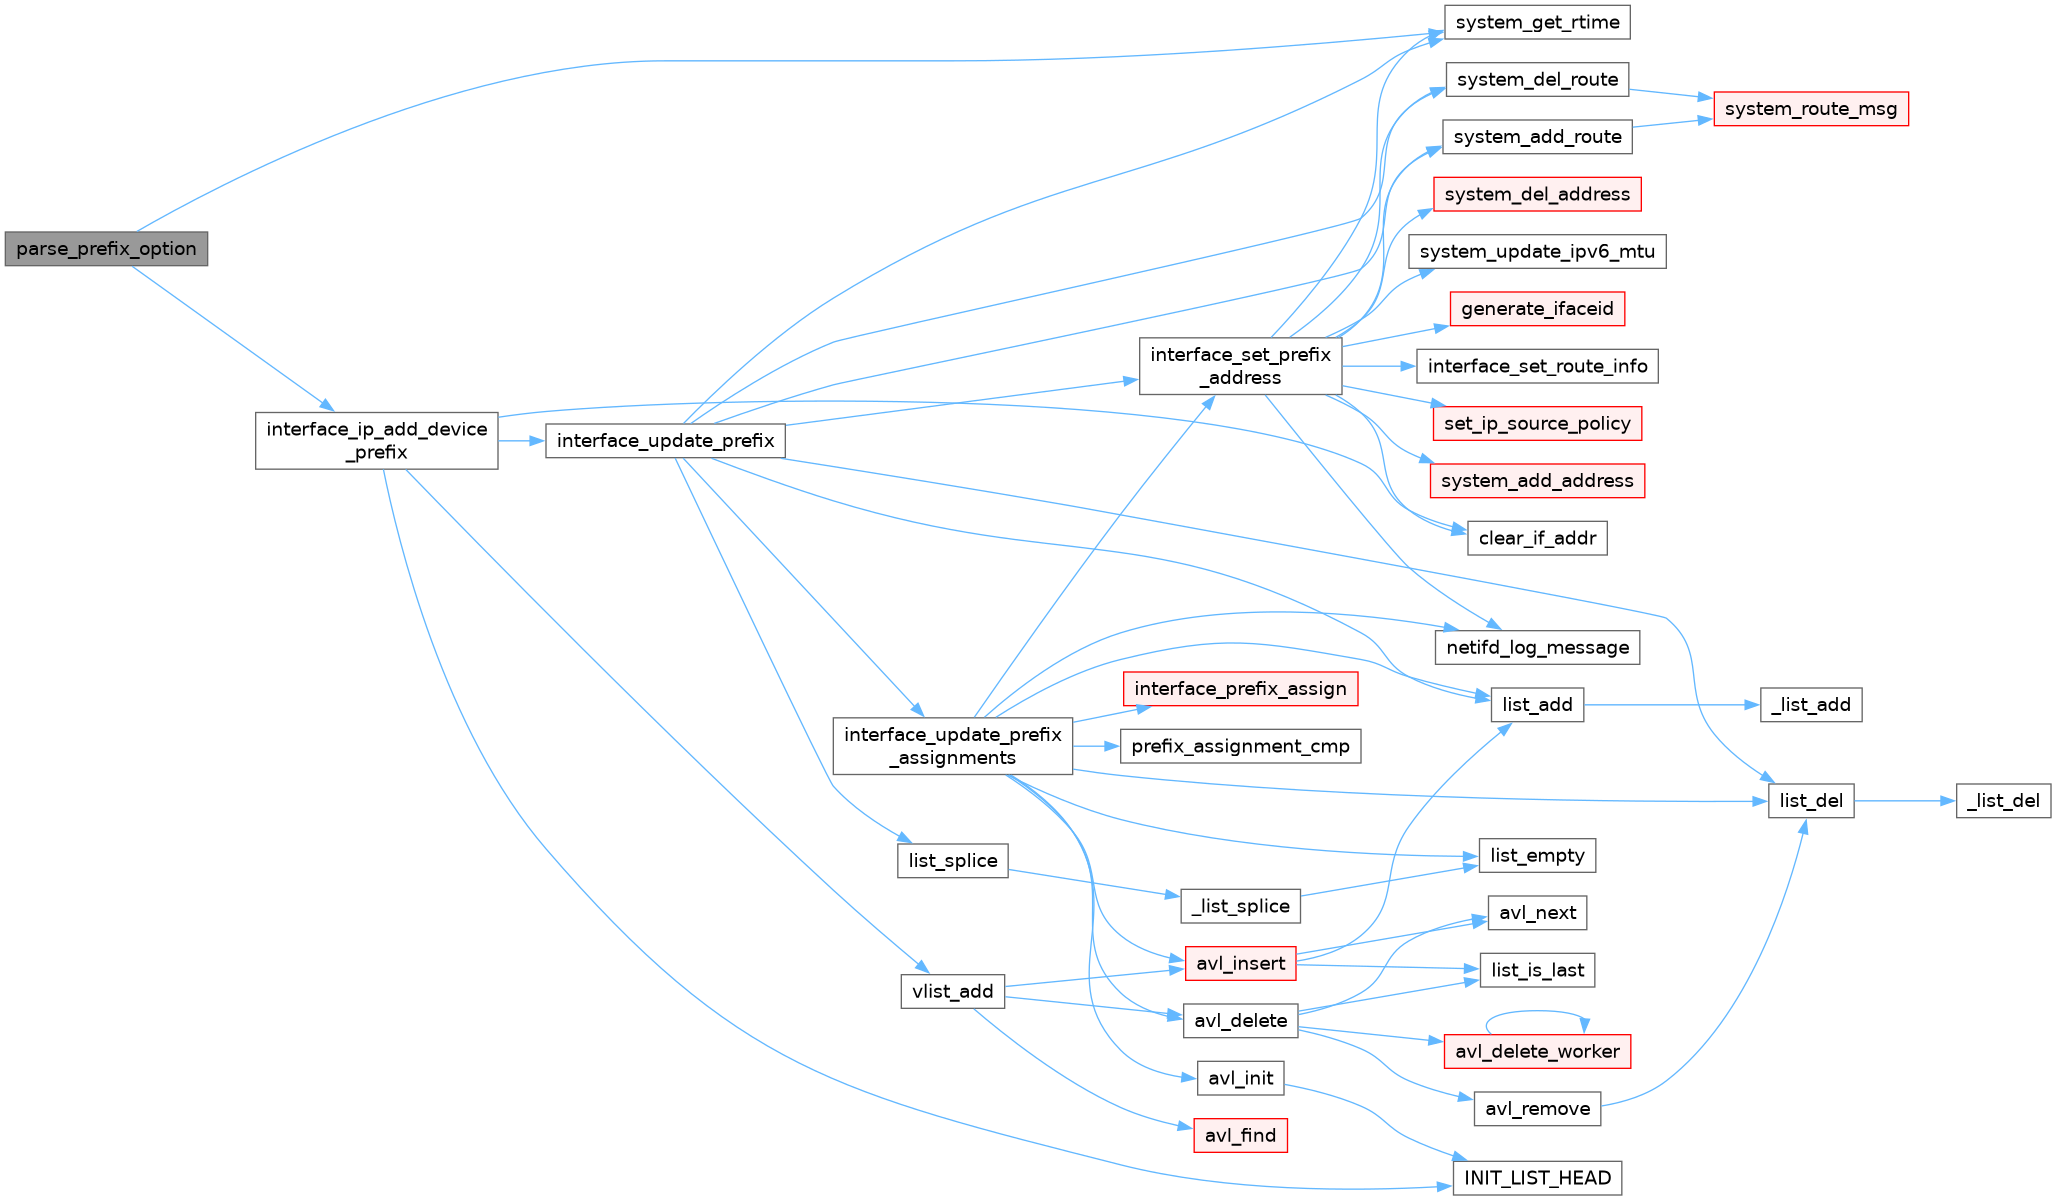 system_get_rtime
system_del_route
system_route_msg
system_add_route
system_del_address
parse_prefix_option
system_update_ipv6_mtu
generate_ifaceid
interface_set_prefix
_address
interface_set_route_info
set_ip_source_policy
interface_ip_add_device
_prefix
interface_update_prefix
system_add_address
clear_if_addr
netifd_log_message
interface_prefix_assign
list_add
_list_add
interface_update_prefix
_assignments
prefix_assignment_cmp
list_del
_list_del
list_splice
list_empty
_list_splice
avl_next
avl_insert
list_is_last
vlist_add
avl_delete
avl_delete_worker
avl_init
avl_remove
avl_find
INIT_LIST_HEAD